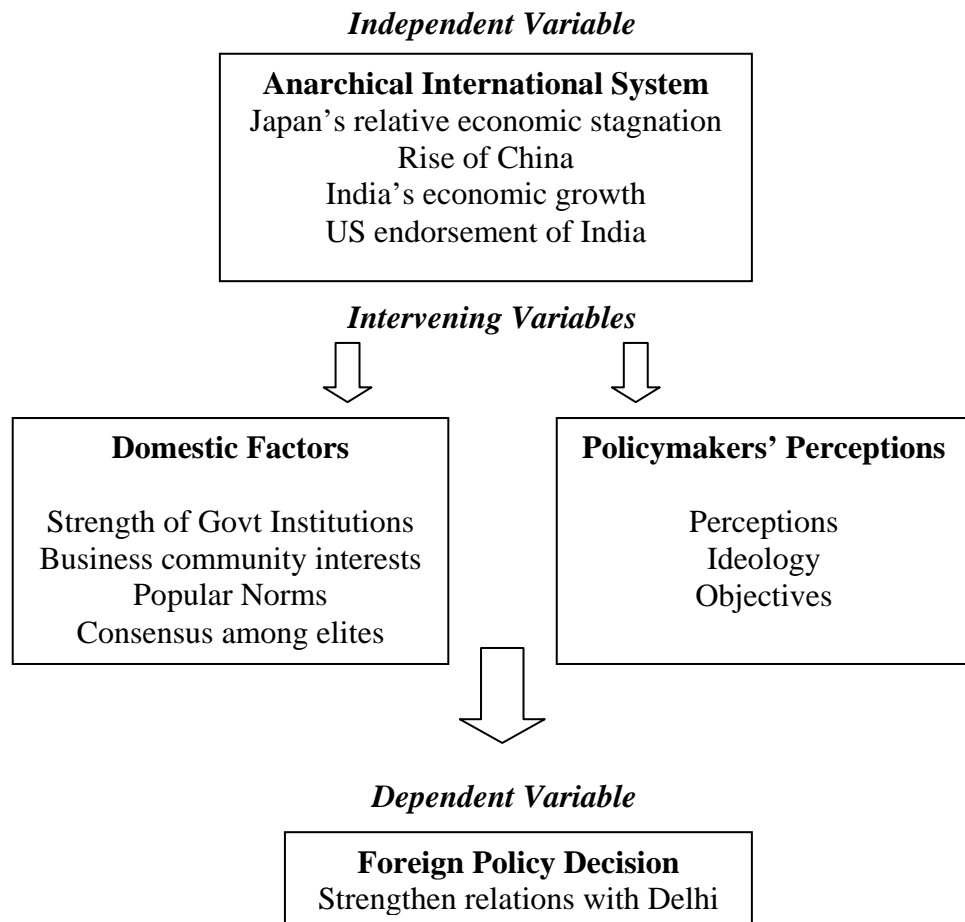 Independent Variable
Anarchical International System
Japan’s relative economic stagnation
Rise of China
India’s economic growth
US endorsement of India
Intervening Variables
Domestic Factors
Strength of Govt Institutions
Business community interests
Popular Norms
Consensus among elites
Policymakers’ Perceptions
Perceptions
Ideology
Objectives
Dependent Variable
Foreign Policy Decision
Strengthen relations with Delhi